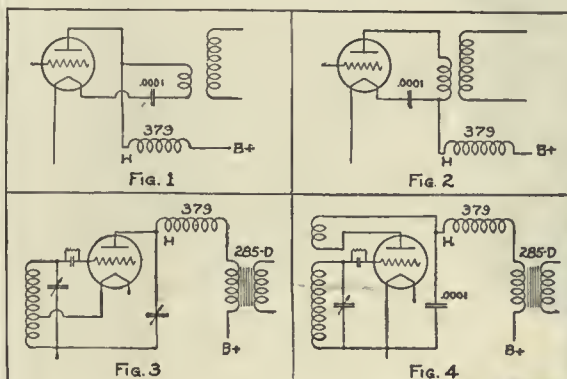 .0001
379
H
B+
FIG. 1
.0001
379
H
B+
FIG. 2
379
H
285-D
B+
FIG. 3
379
H
285-D
.0001
B+
FIG. 4